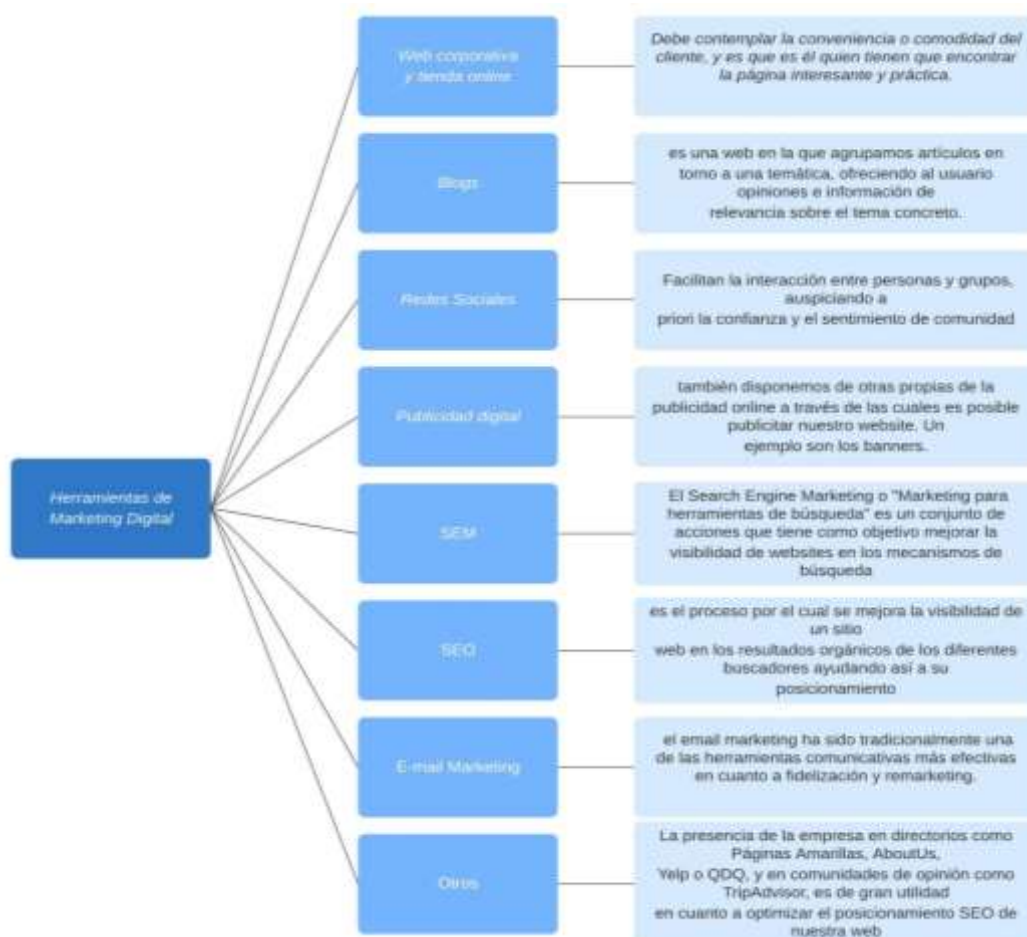 Herramientas de
Marketing Digital
Web corporativa
y tienda online
Debe contemplar la conveniencia o comodidad del
cliente, y es que es él quien tienen que encontrar
la página interesante y práctica.
Blogs
es una web en la que agrupamos artículos en
torno a una temática, ofreciendo al usuario
opiniones e información de
relevancia sobre el tema concreto.
Redes Sociales
Facilitan la interacción entre personas y grupos,
auspiciando a
priori la confianza y el sentimiento de comunidad
Publicidad digital
también disponemos de otras propias de la
publicidad online a través de las cuales es posible
publicitar nuestro website. Un
ejemplo son los banners.
SEM
El Search Engine Marketing o "Marketing para
herramientas de búsqueda" es un conjunto de
acciones que tiene como objetivo mejorar la
visibilidad de websites en los mecanismos de
búsqueda
SEO
es el proceso por el cual se mejora la visibilidad de
un sitio
web en los resultados orgánicos de los diferentes
buscadores ayudando así a su
posicionamiento
E-mail Marketing
el email marketing ha sido tradicionalmente una
de las herramientas comunicativas más efectivas
en cuanto a fidelización y remarketing.
Otros
La presencia de la empresa en directorios como
Páginas Amarillas, AboutUs,
Yelp o QDQ, y en comunidades de opinión como
TripAdvisor, es de gran utilidad
en cuanto a optimizar el posicionamiento SEO de
nuestra web